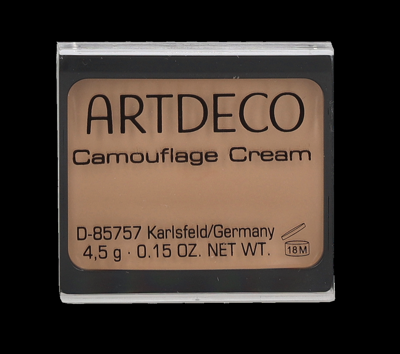 ARTDECO
Camouflage Cream
D-85757 Karlsfeld/Germany
4,5 g · 0.15 OZ. NET WT.
18M